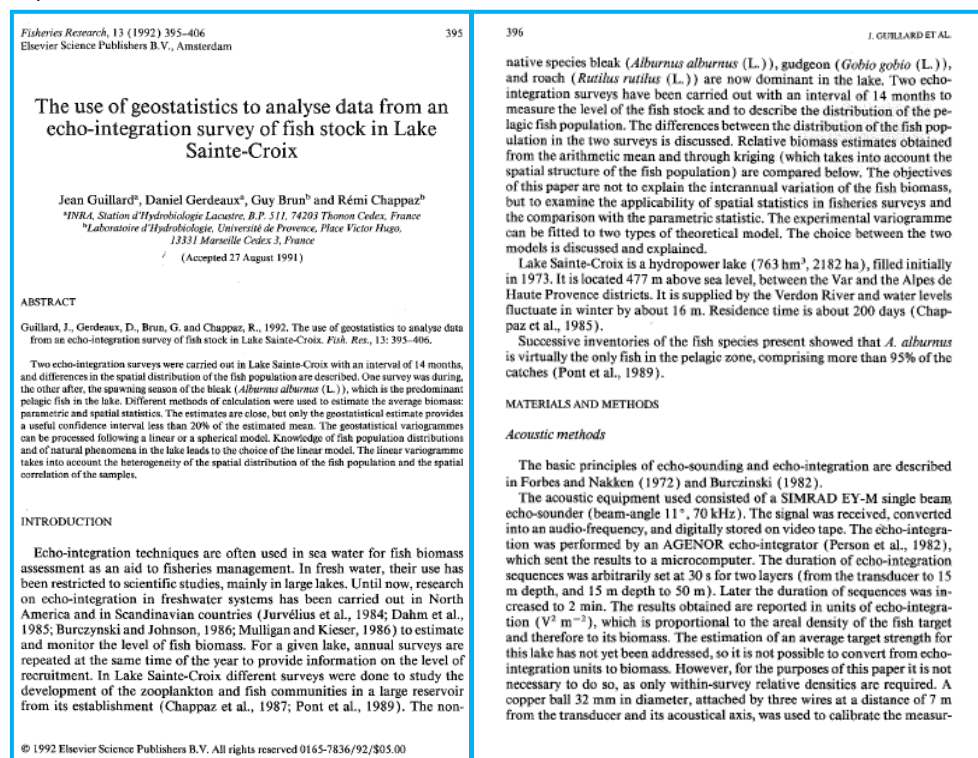 Fisheries Research, 13 (1992) 395–406
395
Elsevier Science Publishers B.V., Amsterdam
The use of geostatistics to analyse data from an
echo-integration survey of fish stock in Lake
Sainte-Croix
Jean Guillardᵃ, Daniel Gerdeauxᵃ, Guy Brunᵇ and Rémi Chappazᵇ
ᵃINRA, Station d'Hydrobiologie Lacustre, B.P. 511, 74203 Thonon Cedex, France
ᵇLaboratoire d'Hydrobiologie, Université de Provence, Place Victor Hugo,
13331 Marseille Cedex 3, France
(Accepted 27 August 1991)
ABSTRACT
Guillard, J., Gerdeaux, D., Brun, G. and Chappaz, R., 1992. The use of geostatistics to analyse data
from an echo-integration survey of fish stock in Lake Sainte-Croix. Fish. Res., 13: 395-406.
Two echo-integration surveys were carried out in Lake Sainte-Croix with an interval of 14 months,
and differences in the spatial distribution of the fish population are described. One survey was during,
the other after, the spawning season of the bleak (Alburnus alburnus (L.)), which is the predominant
pelagic fish in the lake. Different methods of calculation were used to estimate the average biomass:
parametric and spatial statistics. The estimates are close, but only the geostatistical estimate provides
a useful confidence interval less than 20% of the estimated mean. The geostatistical variogrammes
can be processed following a linear or a spherical model. Knowledge of fish population distributions
and of natural phenomena in the lake leads to the choice of the linear model. The linear variogramme
takes into account the heterogeneity of the spatial distribution of the fish population and the spatial
correlation of the samples.
INTRODUCTION
Echo-integration techniques are often used in sea water for fish biomass
assessment as an aid to fisheries management. In fresh water, their use has
been restricted to scientific studies, mainly in large lakes. Until now, research
on echo-integration in freshwater systems has been carried out in North
America and in Scandinavian countries (Jurvélius et al., 1984; Dahm et al.,
1985; Burczynski and Johnson, 1986; Mulligan and Kieser, 1986) to estimate
and monitor the level of fish biomass. For a given lake, annual surveys are
repeated at the same time of the year to provide information on the level of
recruitment. In Lake Sainte-Croix different surveys were done to study the
development of the zooplankton and fish communities in a large reservoir
from its establishment (Chappaz et al., 1987; Pont et al., 1989). The non-
© 1992 Elsevier Science Publishers B.V. All rights reserved 0165-7836/92/$05.00
396
J. GUILLARD ET AL.
native species bleak (Alburnus alburnus (L.)), gudgeon (Gobio gobio (L.)),
and roach (Rutilus rutilus (L.)) are now dominant in the lake. Two echo-
integration surveys have been carried out with an interval of 14 months to
measure the level of the fish stock and to describe the distribution of the pe-
lagic fish population. The differences between the distribution of the fish pop-
ulation in the two surveys is discussed. Relative biomass estimates obtained
from the arithmetic mean and through kriging (which takes into account the
spatial structure of the fish population) are compared below. The objectives
of this paper are not to explain the interannual variation of the fish biomass,
but to examine the applicability of spatial statistics in fisheries surveys and
the comparison with the parametric statistic. The experimental variogramme
can be fitted to two types of theoretical model. The choice between the two
models is discussed and explained.
Lake Sainte-Croix is a hydropower lake (763 hm³, 2182 ha), filled initially
in 1973. It is located 477 m above sea level, between the Var and the Alpes de
Haute Provence districts. It is supplied by the Verdon River and water levels
fluctuate in winter by about 16 m. Residence time is about 200 days (Chap-
paz et al., 1985).
Successive inventories of the fish species present showed that A. alburnus
is virtually the only fish in the pelagic zone, comprising more than 95% of the
catches (Pont et al., 1989).
MATERIALS AND METHODS
Acoustic methods
The basic principles of echo-sounding and echo-integration are described
in Forbes and Nakken (1972) and Burczinski (1982).
The acoustic equipment used consisted of a SIMRAD EY-M single beam
echo-sounder (beam-angle 11°, 70 kHz). The signal was received, converted
into an audio-frequency, and digitally stored on video tape. The echo-integra-
tion was performed by an AGENOR echo-integrator (Person et al., 1982),
which sent the results to a microcomputer. The duration of echo-integration
sequences was arbitrarily set at 30 s for two layers (from the transducer to 15
m depth, and 15 m depth to 50 m). Later the duration of sequences was in-
creased to 2 min. The results obtained are reported in units of echo-integra-
tion (V² m⁻²), which is proportional to the areal density of the fish target
and therefore to its biomass. The estimation of an average target strength for
this lake has not yet been addressed, so it is not possible to convert from echo-
integration units to biomass. However, for the purposes of this paper it is not
necessary to do so, as only within-survey relative densities are required. A
copper ball 32 mm in diameter, attached by three wires at a distance of 7 m
from the transducer and its acoustical axis, was used to calibrate the measur-